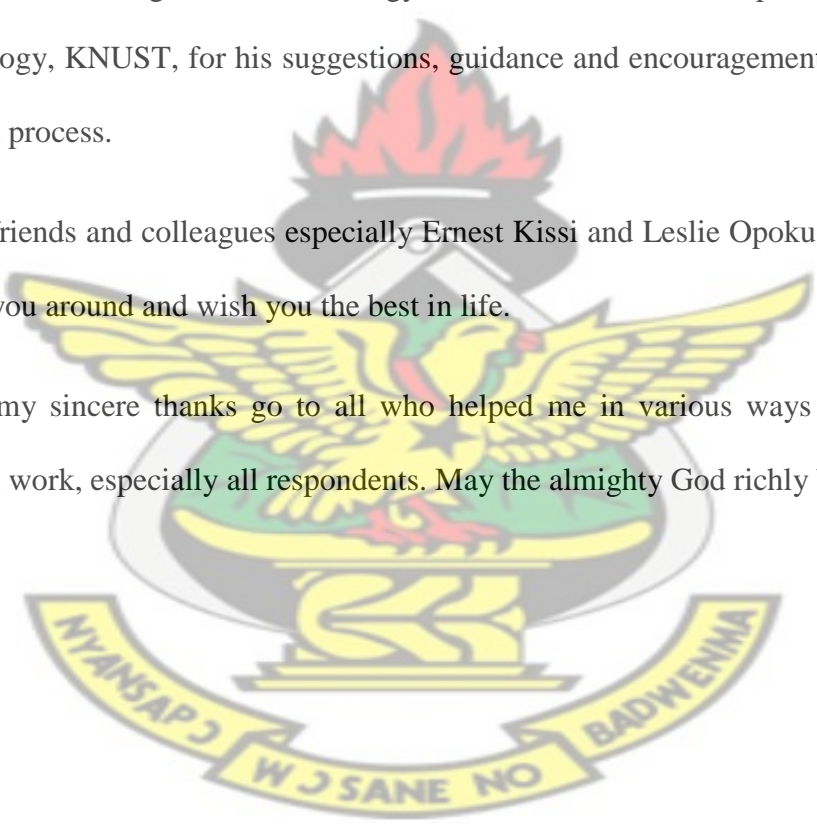 ogy, KNUST, for his suggestions, guidance and encouragement
process.
friends and colleagues especially Ernest Kissi and Leslie Opoku
you around and wish you the best in life.
my sincere thanks go to all who helped me in various ways
work, especially all respondents. May the almighty God richly
NYANSAPƆ
WƆSANE NO
BADWENMA